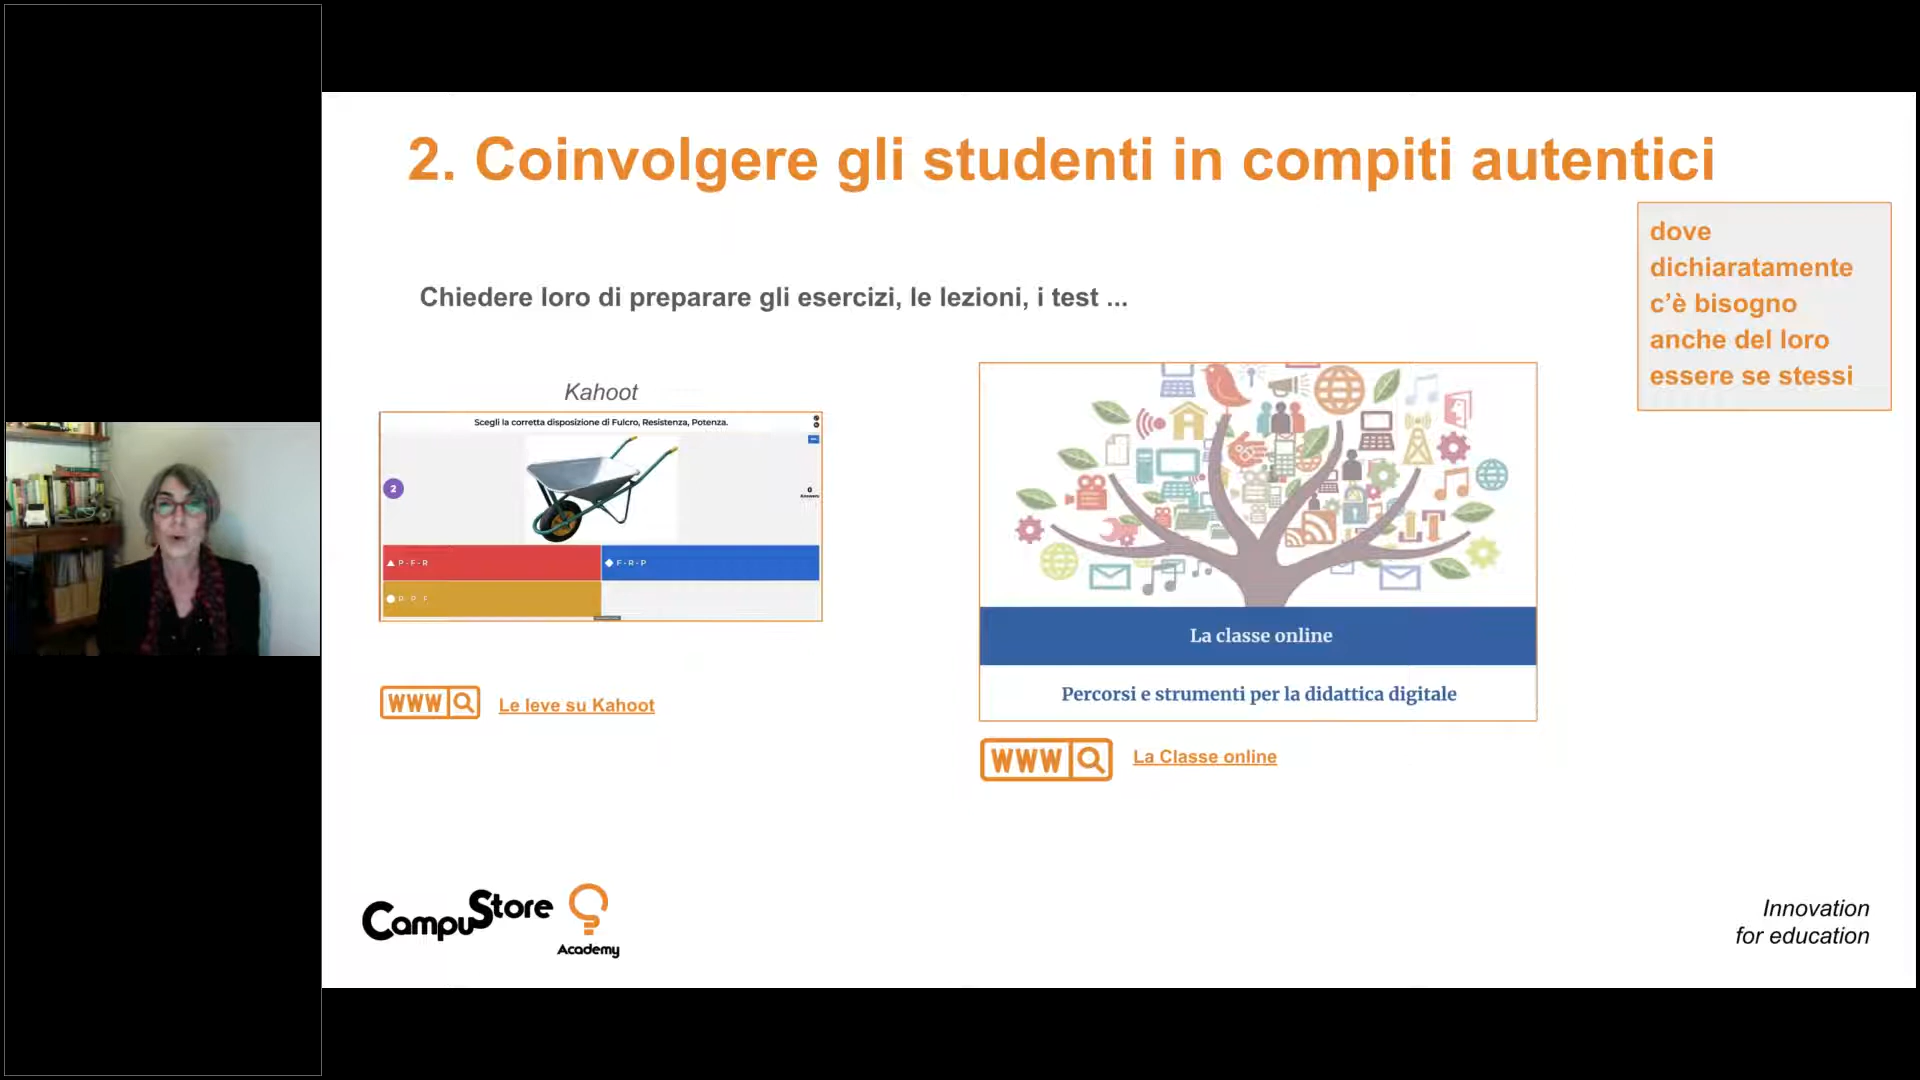 2. Coinvolgere gli studenti in compiti autentici
dove
dichiaratamente
c'è bisogno
anche del loro
essere se stessi
Chiedere loro di preparare gli esercizi, le lezioni, i test ...
Kahoot
Scegli la corretta disposizione di Fulcro, Resistenza, Potenza.
2
0
Answers
P - F - R
F - R - P
La classe online
Percorsi e strumenti per la didattica digitale
WWW
Le leve su Kahoot
WWW
La Classe online
CampuStore
Academy
Innovation
for education